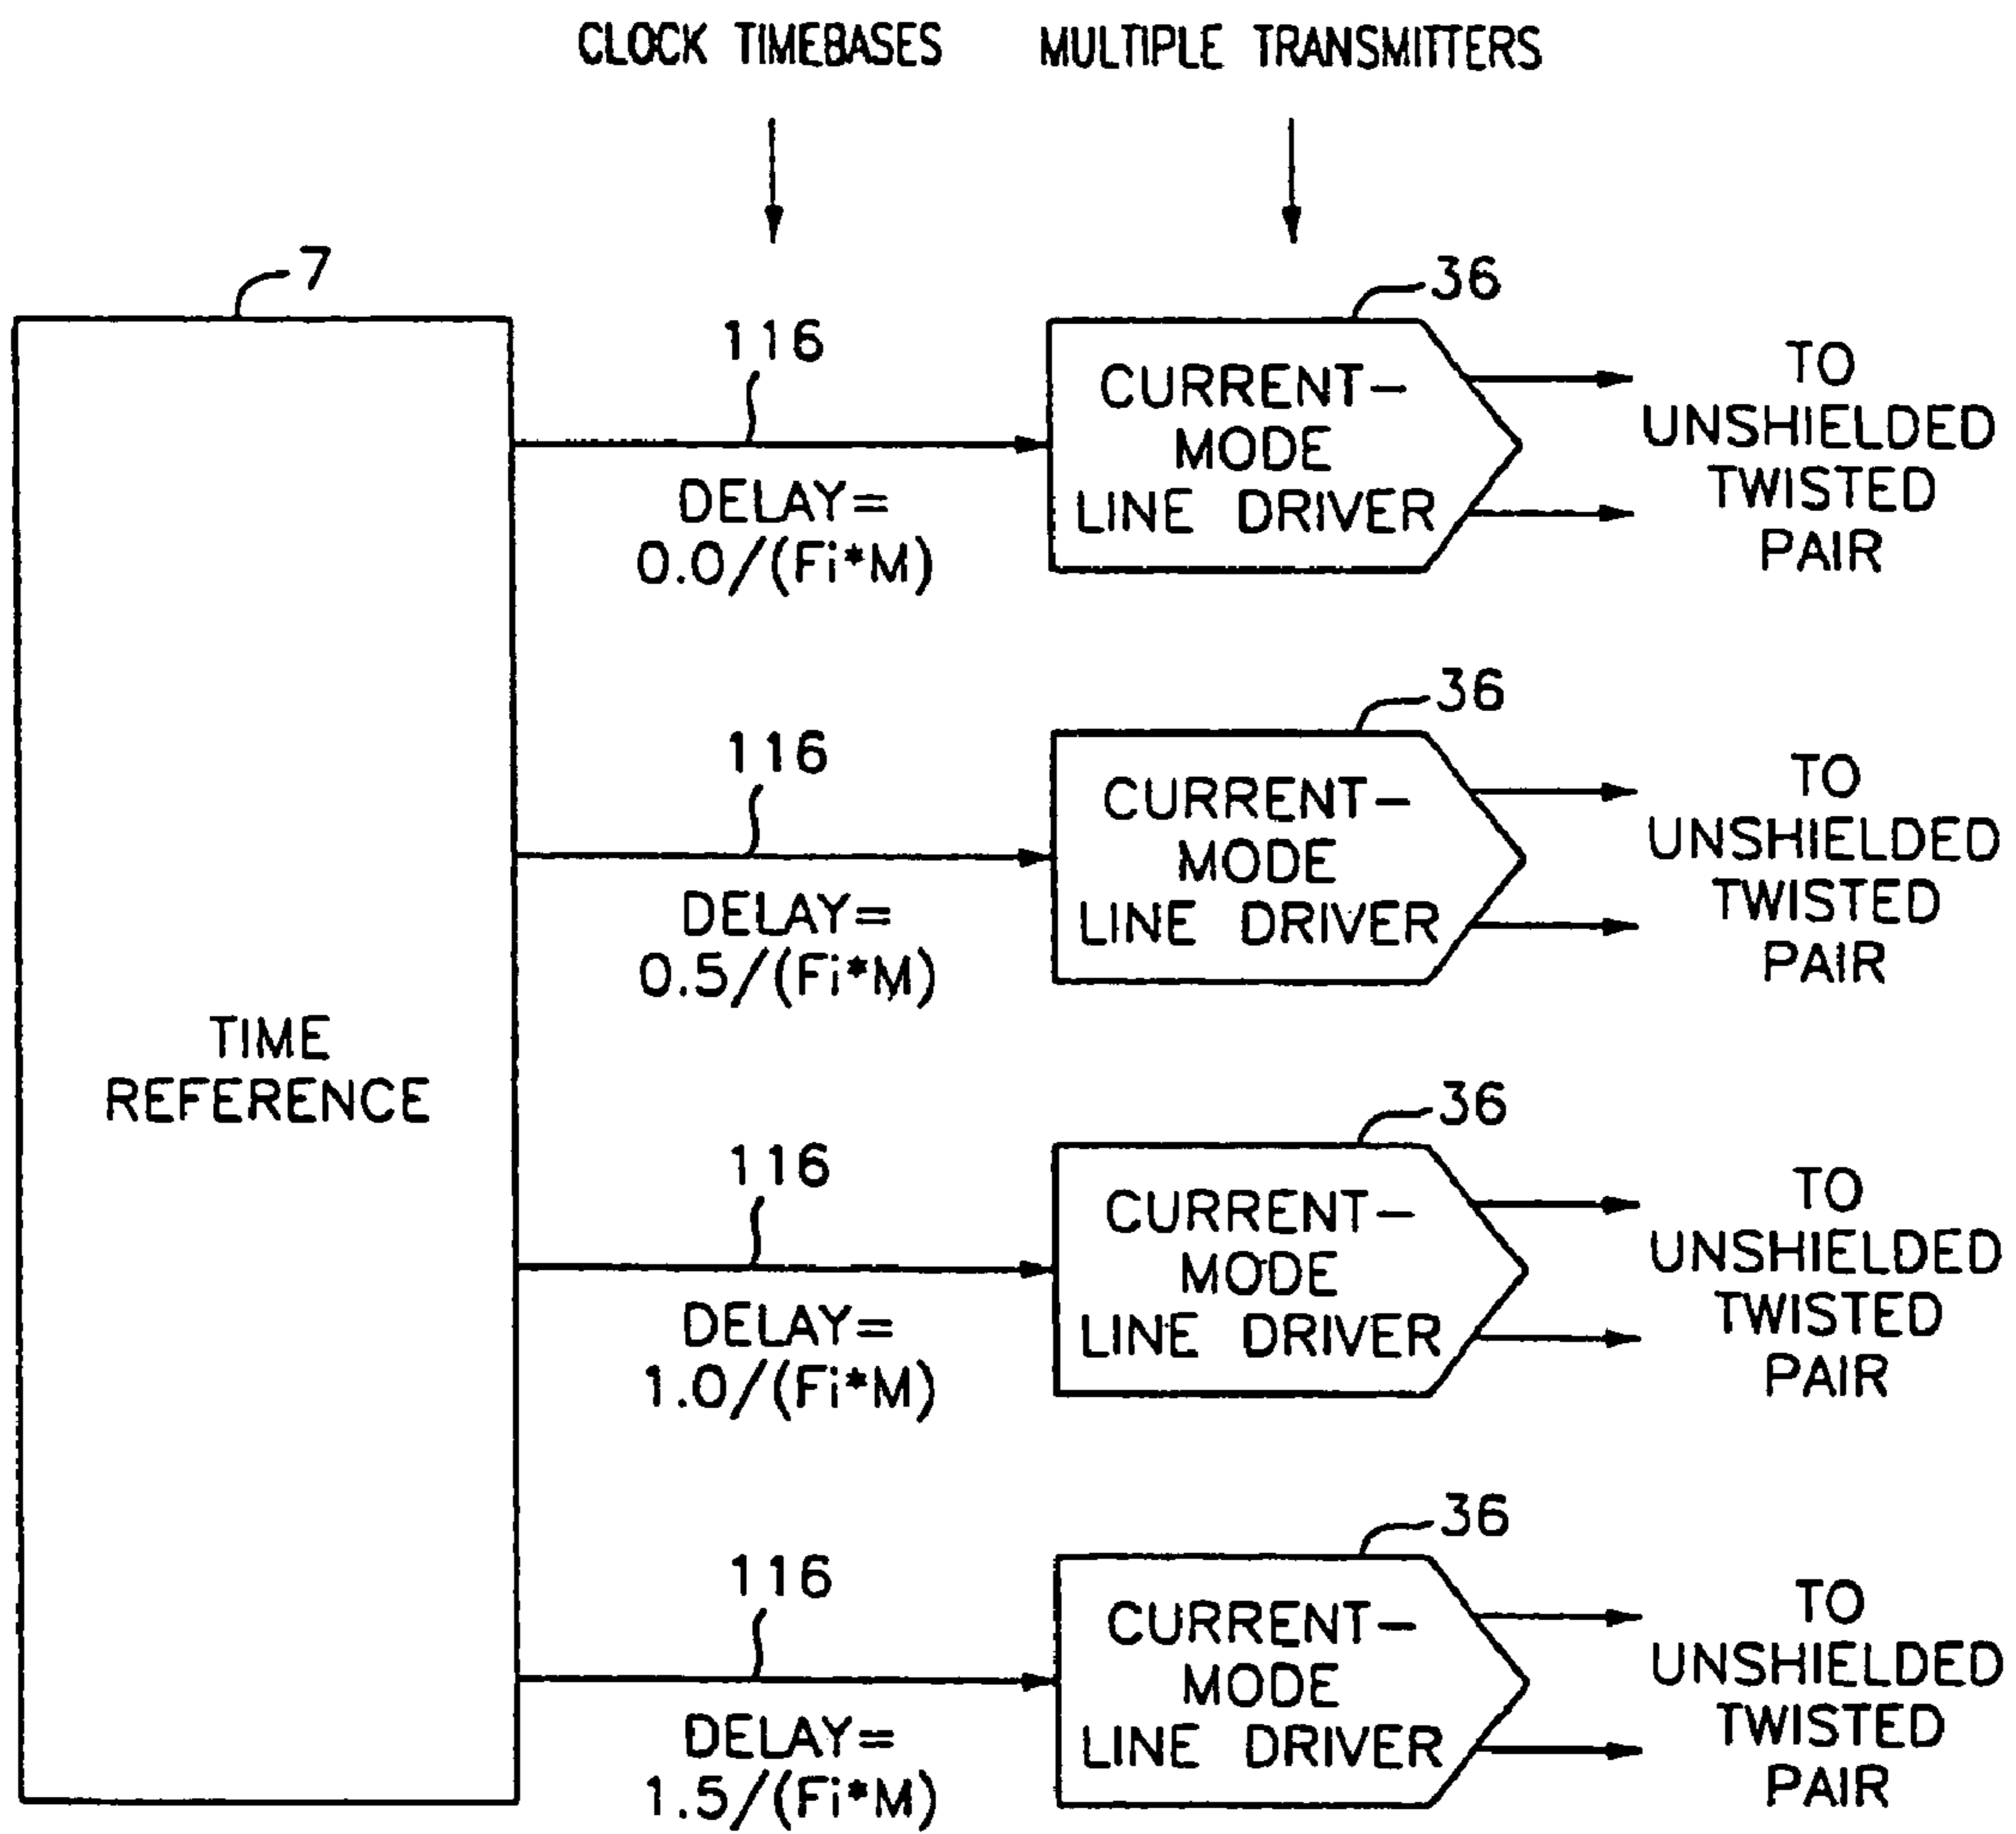 CLOCK TIMEBASES
MULTIPLE TRANSMITTERS
7
TIME
REFERENCE
116
DELAY=
0.0/(Fi*M)
36
CURRENT-
MODE
LINE DRIVER
TO
UNSHIELDED
TWISTED
PAIR
116
DELAY=
0.5/(Fi*M)
36
CURRENT-
MODE
LINE DRIVER
TO
UNSHIELDED
TWISTED
PAIR
116
DELAY=
1.0/(Fi*M)
36
CURRENT-
MODE
LINE DRIVER
TO
UNSHIELDED
TWISTED
PAIR
116
DELAY=
1.5/(Fi*M)
36
CURRENT-
MODE
LINE DRIVER
TO
UNSHIELDED
TWISTED
PAIR